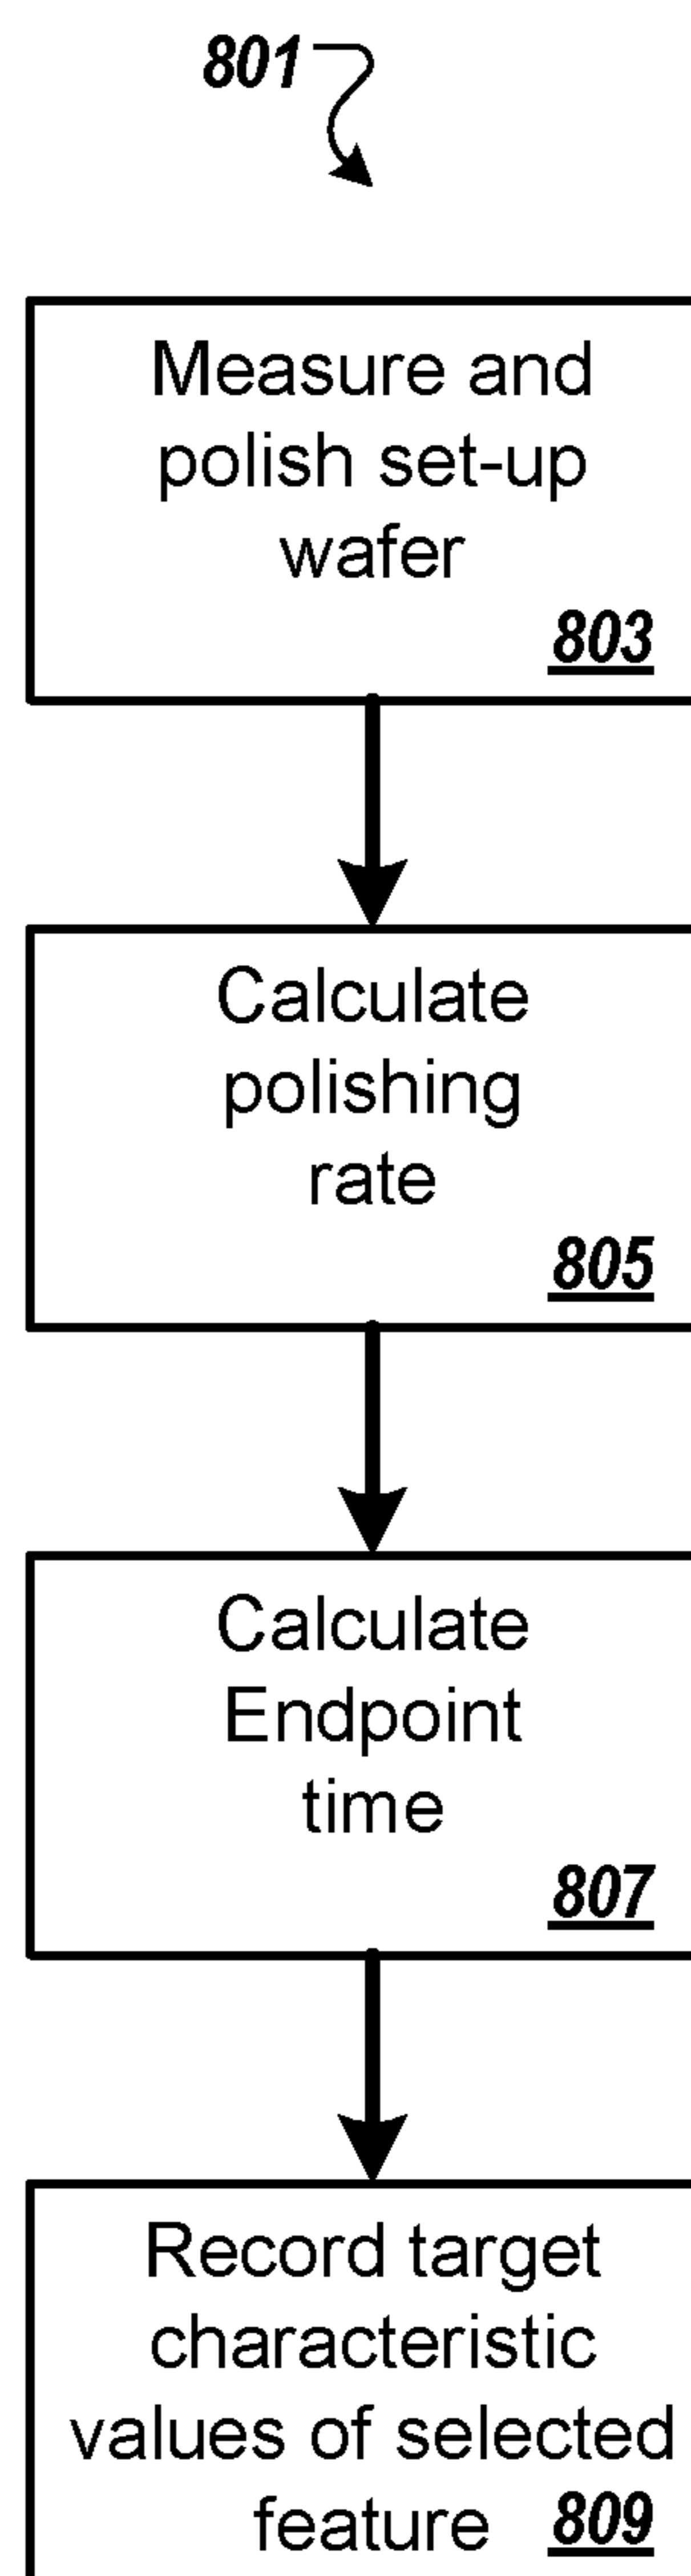 801
Measure and
polish set-up
wafer
803
Calculate
polishing
rate
805
Calculate
Endpoint
time
807
Record target
characteristic
values of selected
feature 809